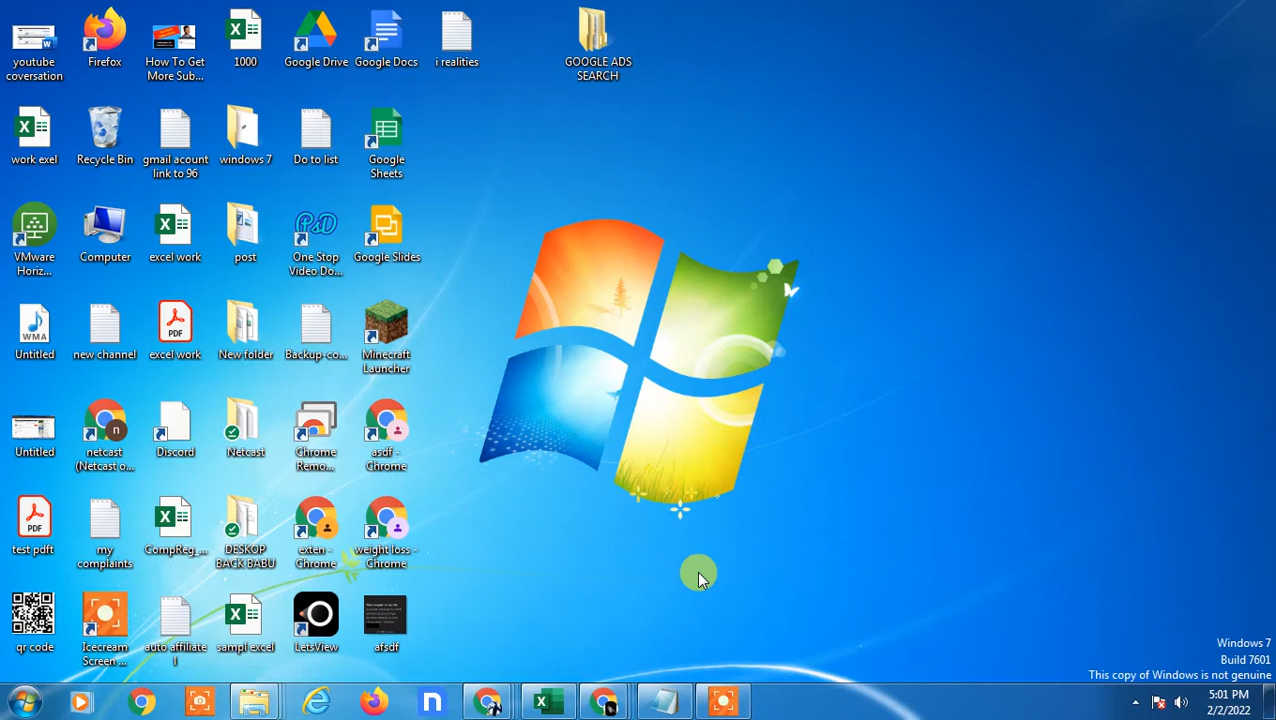 youtube
coversation
Firefox
How To Get
More Sub...
1000
Google Drive
Google Docs
i realities
GOOGLE ADS
SEARCH
work exel
Recycle Bin
gmail acount
link to 96
windows 7
Do to list
Google
Sheets
VMware
Horiz...
Computer
excel work
post
One Stop
Video Do...
Google Slides
Untitled
new channel
excel work
New folder
Backup-co...
Minecraft
Launcher
Untitled
netcast
(Netcast o...
Discord
Netcast
Chrome
Remo...
asdf -
Chrome
test pdft
my
complaints
CompReg_...
DESKOP
BACK BABU
exten -
Chrome
weight loss -
Chrome
qr code
Icecream
Screen ...
auto affiliate
l
sampl excel
LetsView
afsdf
WMA
PDF
PDF
PSD
n
n
Windows 7
Build 7601
This copy of Windows is not genuine
5:01 PM
2/2/2022